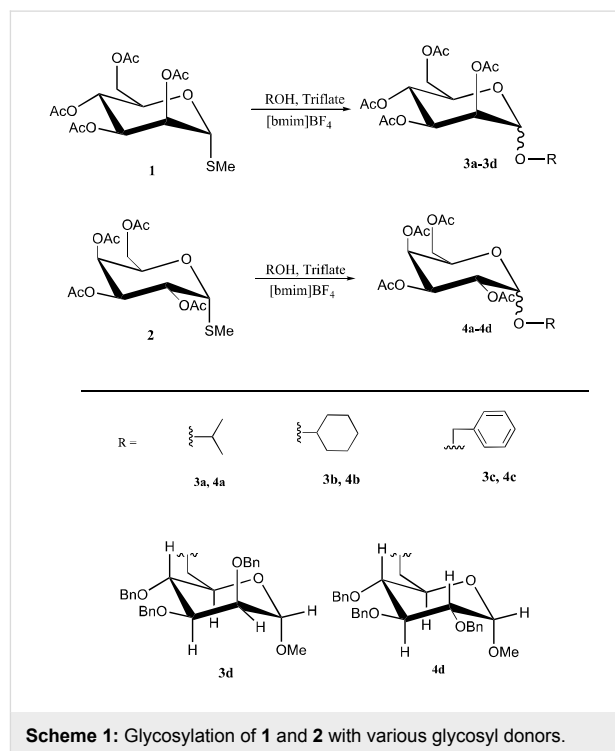 OAc
OAc
O
AcO
AcO
SMe
1
ROH, Triflate
[bmim]BF4
OAc
OAc
O
AcO
AcO
O—R
3a-3d
OAc
OAc
O
AcO
OAc
SMe
2
ROH, Triflate
[bmim]BF4
OAc
OAc
O
AcO
OAc
O—R
4a-4d
R =
3a, 4a
3b, 4b
3c, 4c
H
OBn
O
BnO
BnO
H
H
H
H
OMe
3d
H
H
O
BnO
BnO
H
OBn
H
H
OMe
4d
Scheme 1: Glycosylation of 1 and 2 with various glycosyl donors.